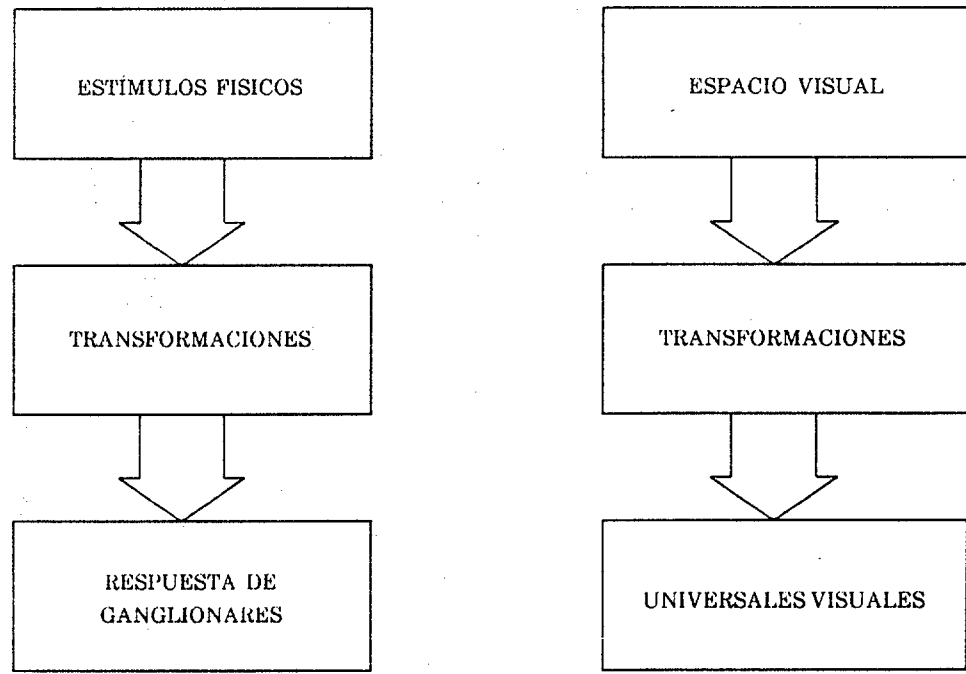 ESTÍMULOS FISICOS
TRANSFORMACIONES
RESPUESTA DE
GANGLIONARES
ESPACIO VISUAL
TRANSFORMACIONES
UNIVERSALES VISUALES